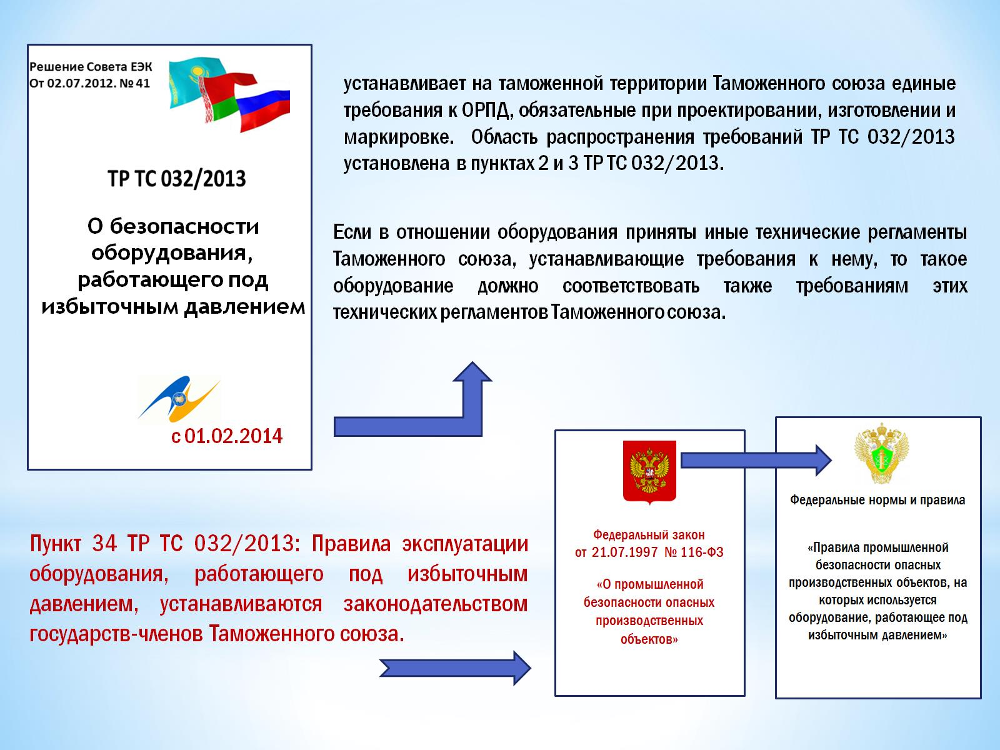 Решение Совета ЕЭК
От 02.07.2012. № 41
ТР ТС 032/2013
О безопасности
оборудования,
работающего под
избыточным давлением
с 01.02.2014
устанавливает на таможенной территории Таможенного союза единые
требования к ОРПД, обязательные при проектировании, изготовлении и
маркировке. Область распространения требований ТР ТС 032/2013
установлена в пунктах 2 и 3 ТР ТС 032/2013.
Если в отношении оборудования приняты иные технические регламенты
Таможенного союза, устанавливающие требования к нему, то такое
оборудование должно соответствовать также требованиям этих
технических регламентов Таможенного союза.
Пункт 34 ТР ТС 032/2013: Правила эксплуатации
оборудования, работающего под избыточным
давлением, устанавливаются законодательством
государств-членов Таможенного союза.
Федеральный закон
от 21.07.1997 № 116-ФЗ
«О промышленной
безопасности опасных
производственных
объектов»
Федеральные нормы и правила
«Правила промышленной
безопасности опасных
производственных объектов, на
которых используется
оборудование, работающее под
избыточным давлением»